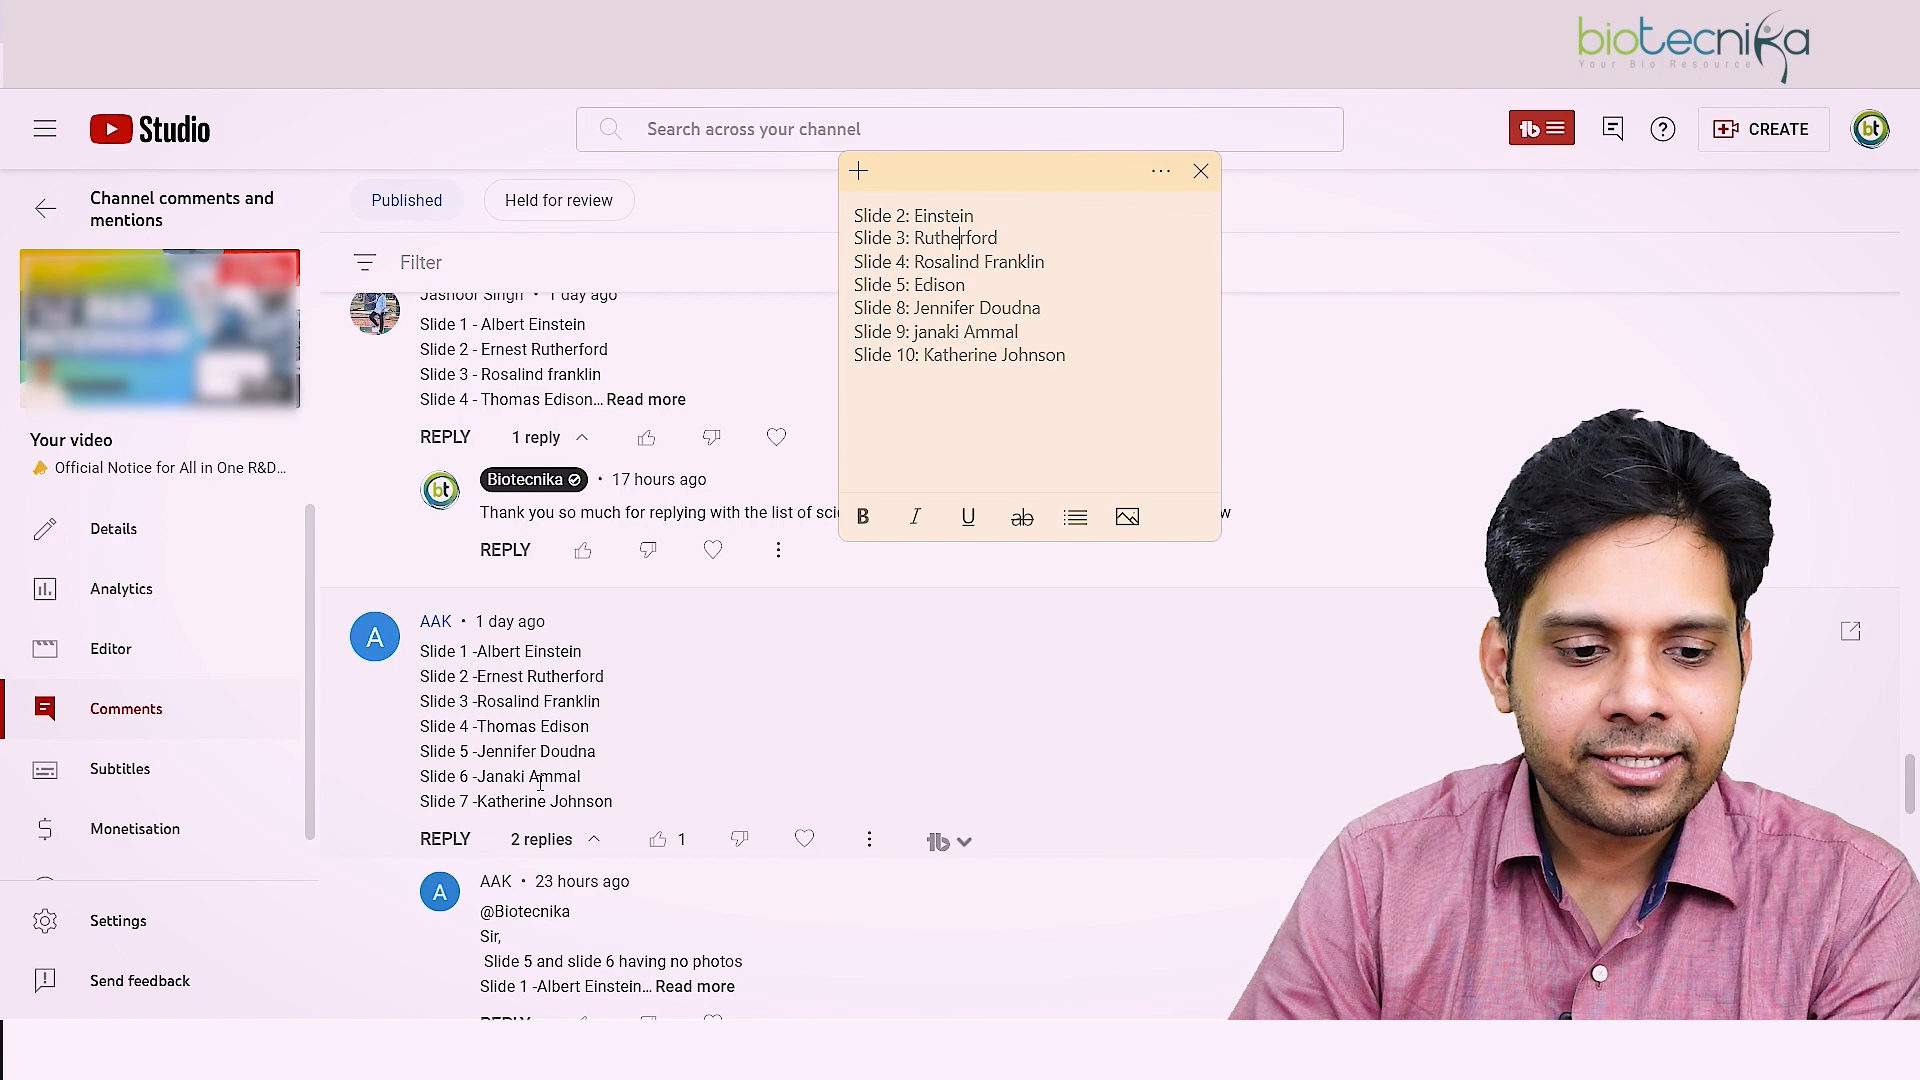 biotecnika
Your Bio Resource
Studio
Search across your channel
CREATE
bt
Channel comments and
mentions
Published
Held for review
Filter
Your video
Official Notice for All in One R&D...
Details
Analytics
Editor
Comments
Subtitles
Monetisation
Settings
Send feedback
Jashoor Singh • 1 day ago
Slide 1 - Albert Einstein
Slide 2 - Ernest Rutherford
Slide 3 - Rosalind franklin
Slide 4 - Thomas Edison... Read more
REPLY 1 reply
bt
Biotecnika • 17 hours ago
Thank you so much for replying with the list of
REPLY
A
AAK • 1 day ago
Slide 1 -Albert Einstein
Slide 2 -Ernest Rutherford
Slide 3 -Rosalind Franklin
Slide 4 -Thomas Edison
Slide 5 -Jennifer Doudna
Slide 6 -Janaki Ammal
Slide 7 -Katherine Johnson
REPLY 2 replies 1
A
AAK • 23 hours ago
@Biotecnika
Sir,
Slide 5 and slide 6 having no photos
Slide 1 -Albert Einstein... Read more
REPLY
Slide 2: Einstein
Slide 3: Rutherford
Slide 4: Rosalind Franklin
Slide 5: Edison
Slide 8: Jennifer Doudna
Slide 9: janaki Ammal
Slide 10: Katherine Johnson
B I U ab